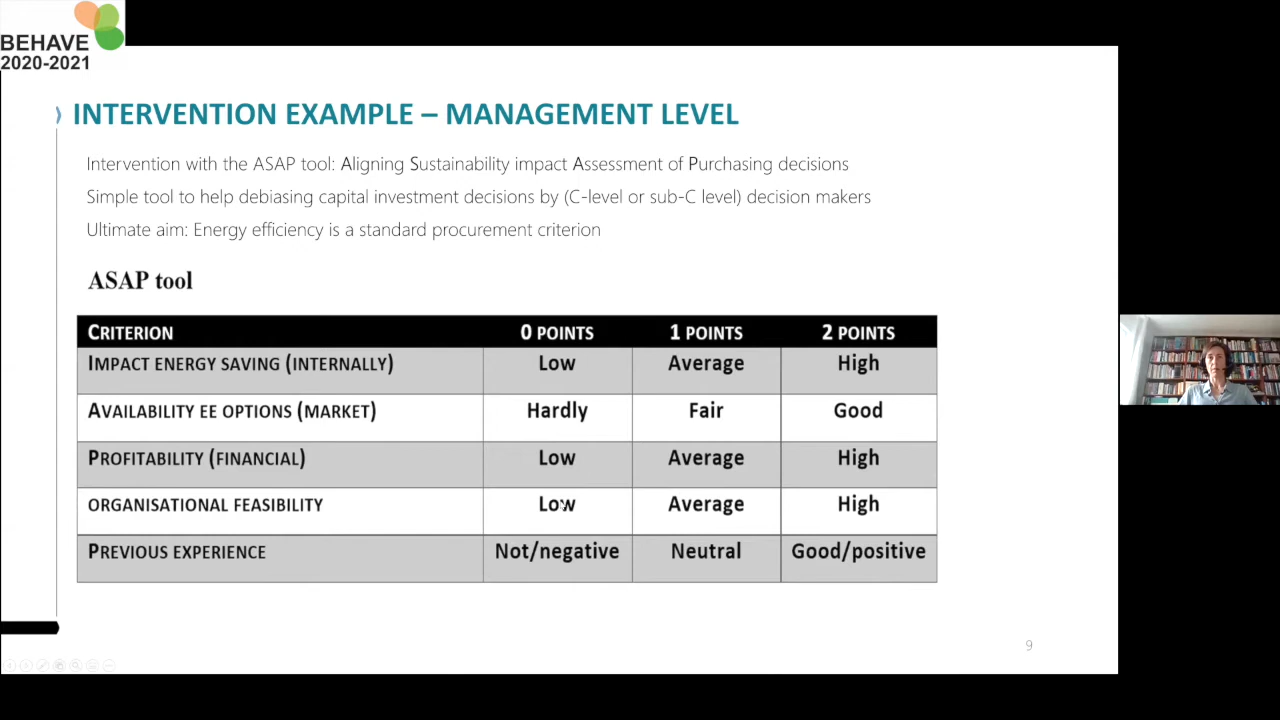 BEHAVE
2020-2021
INTERVENTION EXAMPLE – MANAGEMENT LEVEL
Intervention with the ASAP tool: Aligning Sustainability impact Assessment of Purchasing decisions
Simple tool to help debiasing capital investment decisions by (C-level or sub-C level) decision makers
Ultimate aim: Energy efficiency is a standard procurement criterion
ASAP tool
CRITERION 0 POINTS 1 POINTS 2 POINTS
IMPACT ENERGY SAVING (INTERNALLY) Low Average High
AVAILABILITY EE OPTIONS (MARKET) Hardly Fair Good
PROFITABILITY (FINANCIAL) Low Average High
ORGANISATIONAL FEASIBILITY Low Average High
PREVIOUS EXPERIENCE Not/negative Neutral Good/positive
9